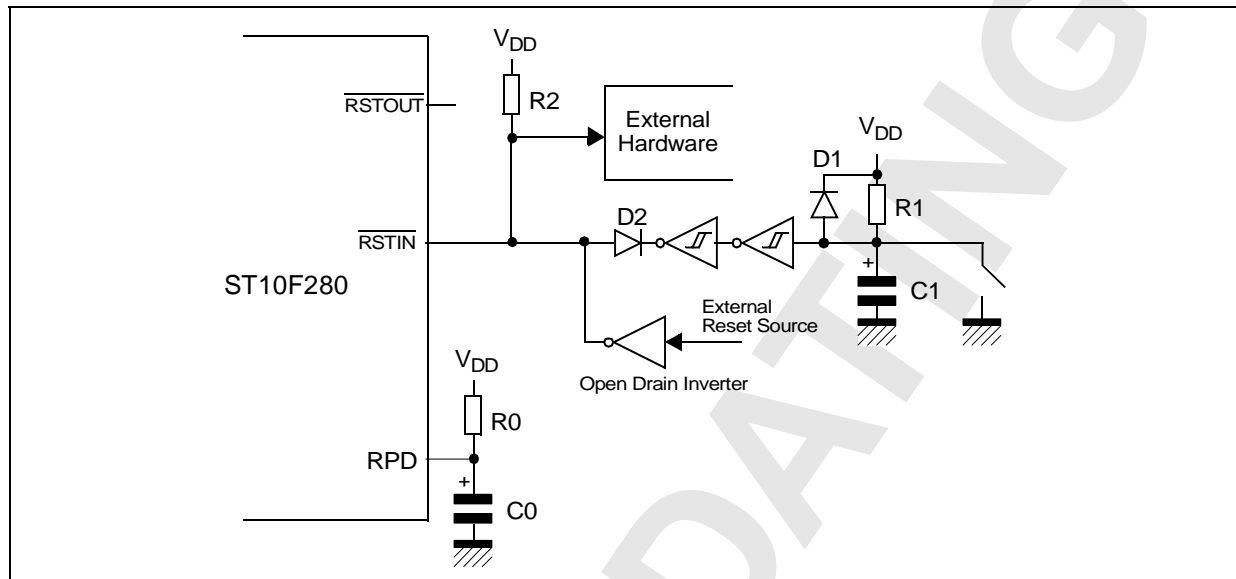 VDD
RSTOUT
R2
External
Hardware
VDD
D1
R1
D2
RSTIN
+
C1
ST10F280
External
Reset Source
VDD
Open Drain Inverter
R0
RPD
+
C0
DATING